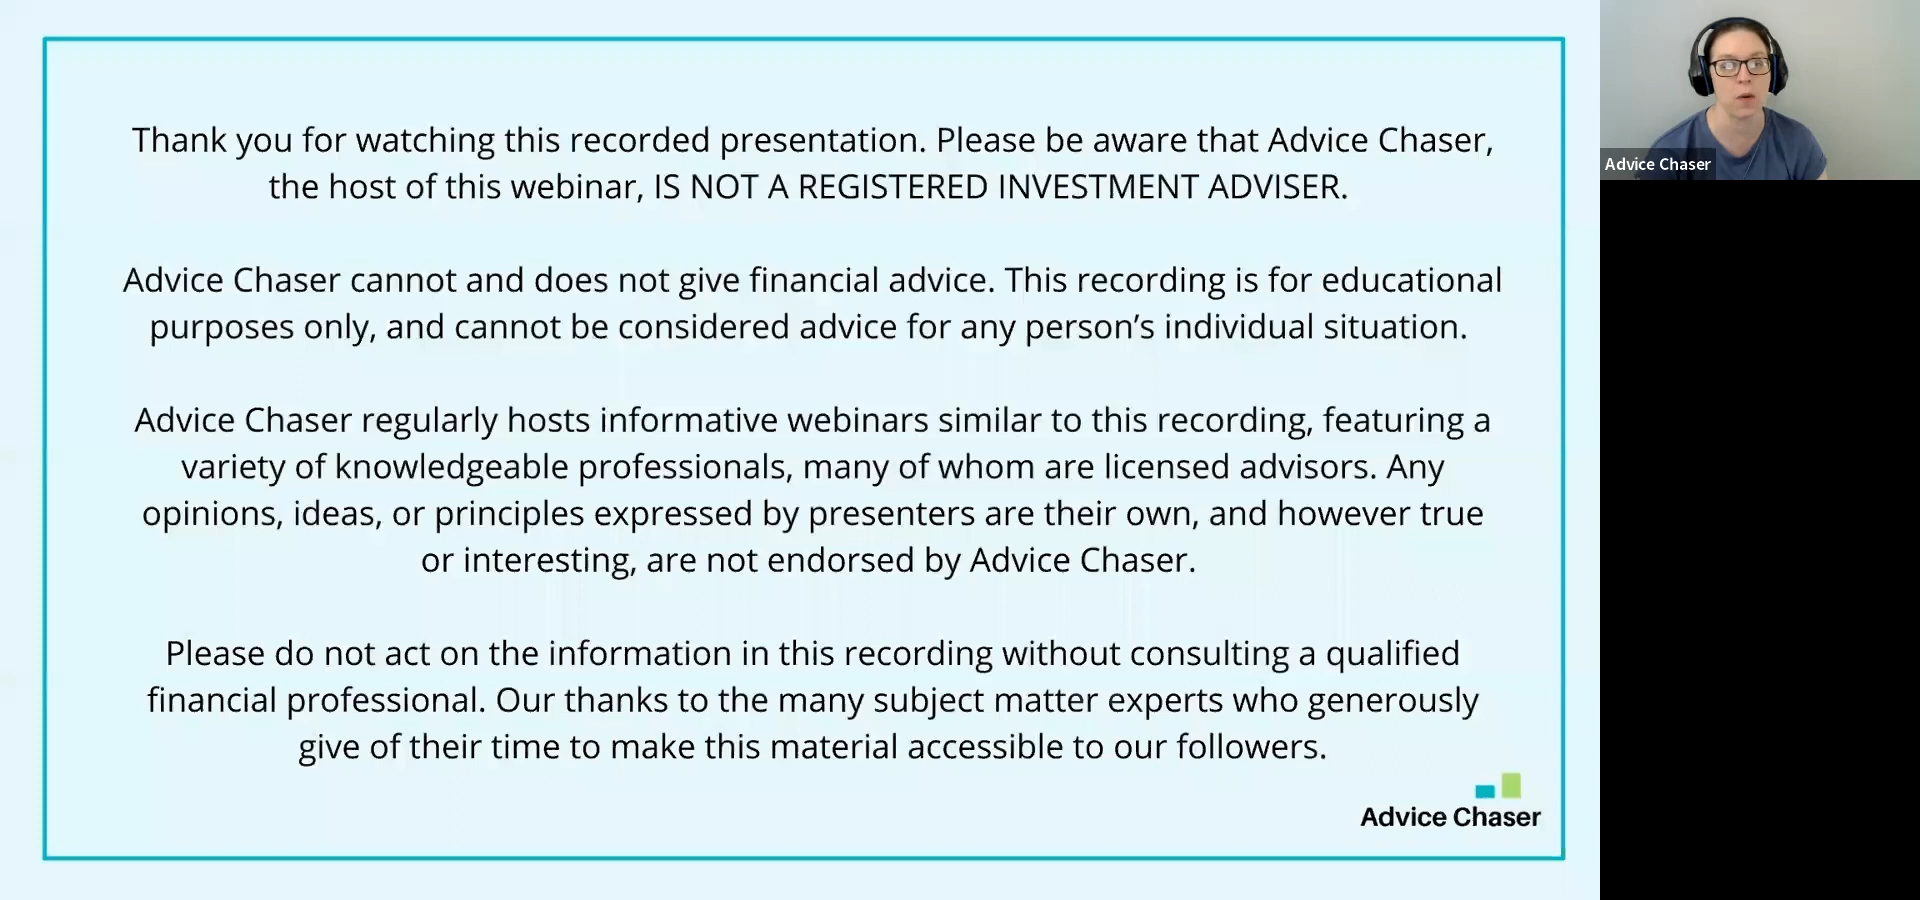 Thank you for watching this recorded presentation. Please be aware that Advice Chaser,
the host of this webinar, IS NOT A REGISTERED INVESTMENT ADVISER.
Advice Chaser cannot and does not give financial advice. This recording is for educational
purposes only, and cannot be considered advice for any person’s individual situation.
Advice Chaser regularly hosts informative webinars similar to this recording, featuring a
variety of knowledgeable professionals, many of whom are licensed advisors. Any
opinions, ideas, or principles expressed by presenters are their own, and however true
or interesting, are not endorsed by Advice Chaser.
Please do not act on the information in this recording without consulting a qualified
financial professional. Our thanks to the many subject matter experts who generously
give of their time to make this material accessible to our followers.
Advice Chaser
Advice Chaser